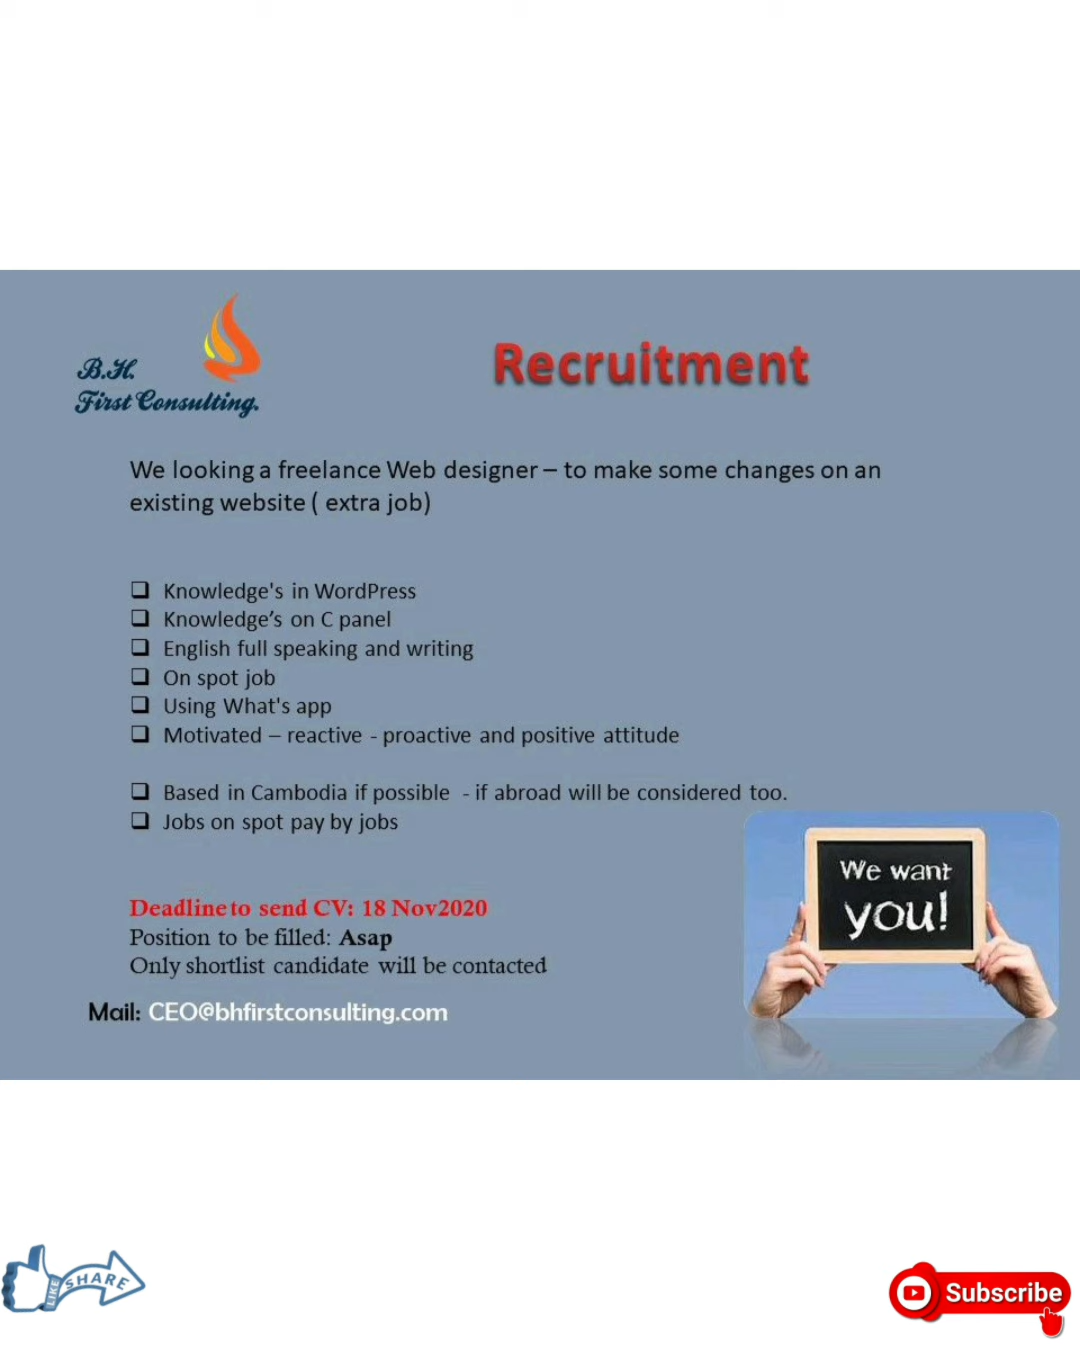 B.H.
First Consulting.
Recruitment
We looking a freelance Web designer – to make some changes on an
existing website ( extra job)
❑ Knowledge's in WordPress
❑ Knowledge’s on C panel
❑ English full speaking and writing
❑ On spot job
❑ Using What's app
❑ Motivated – reactive - proactive and positive attitude
❑ Based in Cambodia if possible - if abroad will be considered too.
❑ Jobs on spot pay by jobs
We want
you!
Deadline to send CV: 18 Nov2020
Position to be filled: Asap
Only shortlist candidate will be contacted
Mail: CEO@bhfirstconsulting.com
LIKE
SHARE
Subscribe